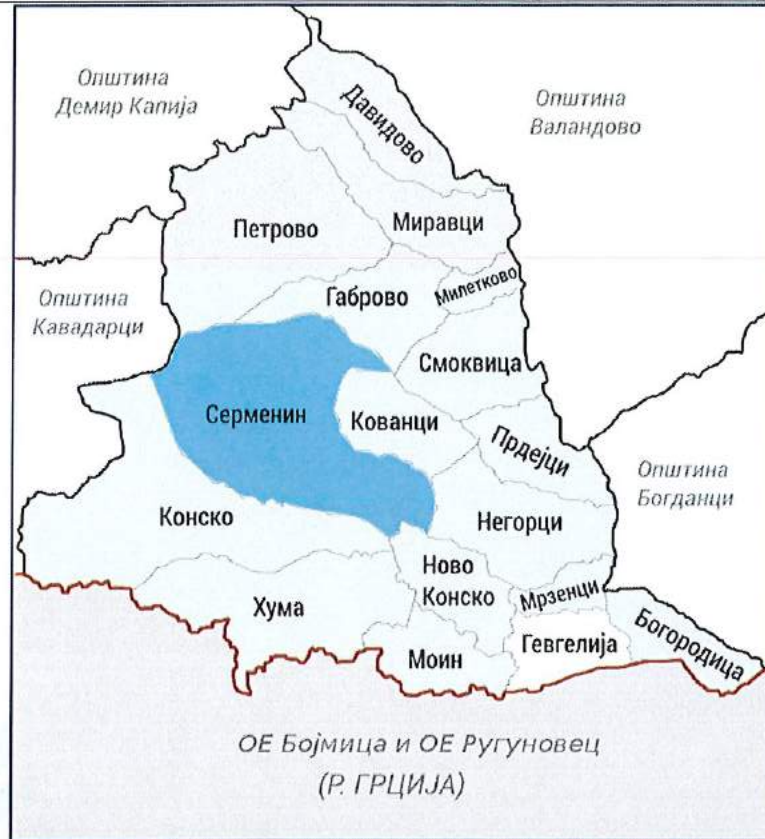 Општина
Демир Капија
Општина
Валандово
Давидово
Петрово
Миравци
Општина
Кавадарци
Габрово
Милетково
Смоквица
Серменин
Кованци
Прдејци
Општина
Богданци
Конско
Негорци
Ново
Конско
Мрзенци
Хума
Моин
Гевгелија
Богородица
ОЕ Бојмица и ОЕ Ругуновец
(Р. ГРЦИЈА)